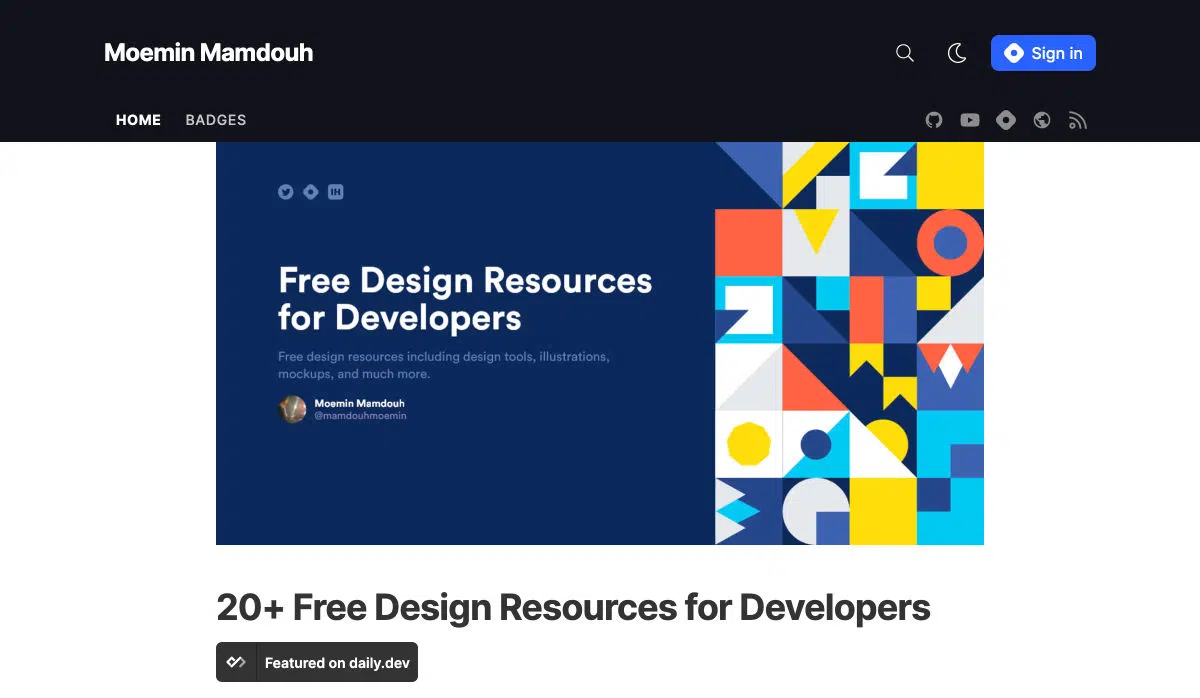 Moemin Mamdouh
Sign in
HOME BADGES
IH
Free Design Resources
for Developers
Free design resources including design tools, illustrations,
mockups, and much more.
Moemin Mamdouh
@mamdouhmoemin
20+ Free Design Resources for Developers
Featured on daily.dev